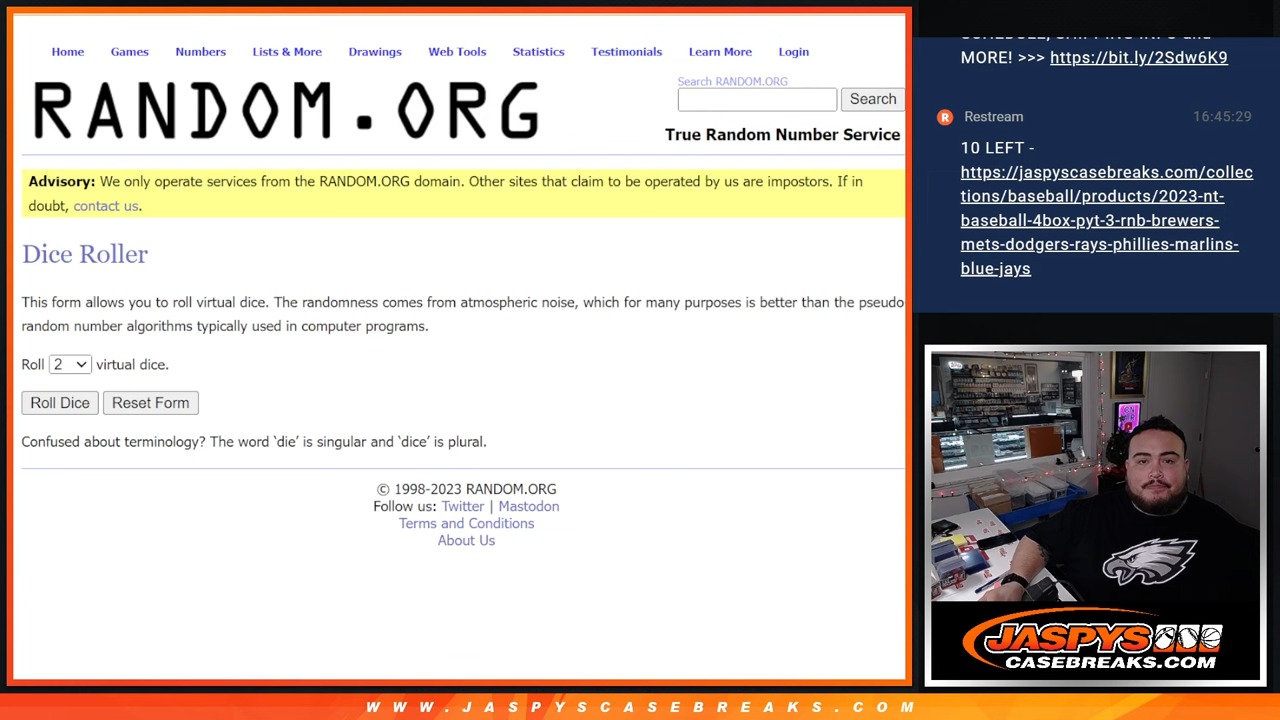 Home Games Numbers Lists & More Drawings Web Tools Statistics Testimonials Learn More Login
RANDOM.ORG
Search RANDOM.ORG
Search
True Random Number Service
Advisory: We only operate services from the RANDOM.ORG domain. Other sites that claim to be operated by us are impostors. If in
doubt, contact us.
Dice Roller
This form allows you to roll virtual dice. The randomness comes from atmospheric noise, which for many purposes is better than the pseudo-
random number algorithms typically used in computer programs.
Roll 2 virtual dice.
Roll Dice Reset Form
Confused about terminology? The word ‘die’ is singular and ‘dice’ is plural.
© 1998-2023 RANDOM.ORG
Follow us: Twitter | Mastodon
Terms and Conditions
About Us
MORE! >>> https://bit.ly/2Sdw6K9
R Restream 16:45:29
10 LEFT -
https://jaspyscasebreaks.com/collec
tions/baseball/products/2023-nt-
baseball-4box-pyt-3-rnb-brewers-
mets-dodgers-rays-phillies-marlins-
blue-jays
JASPYS
CASEBREAKS.COM
WWW.JASPYSCASEBREAKS.COM